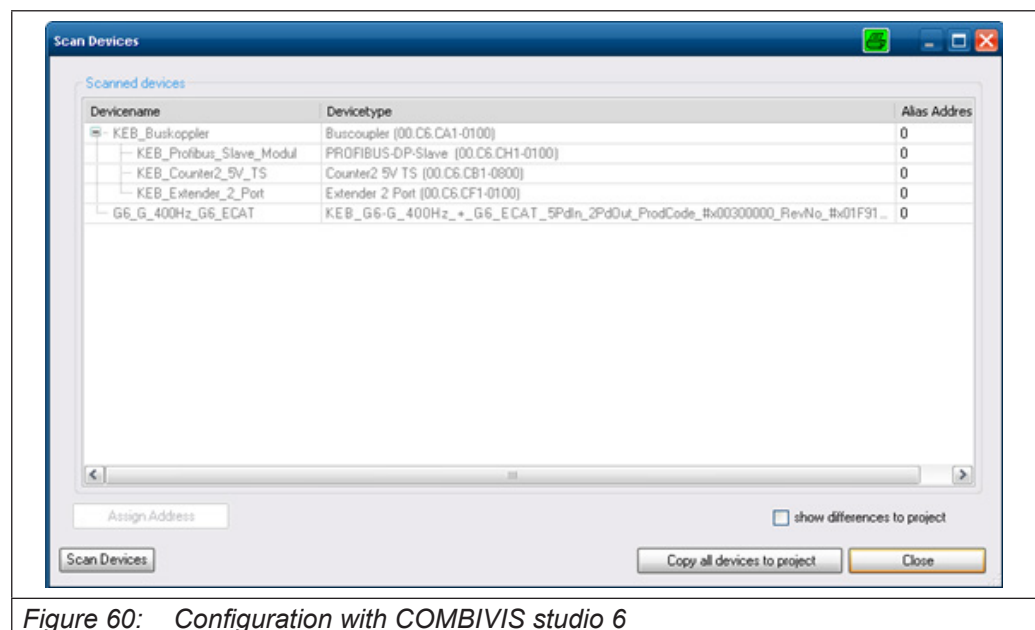 Scan Devices
Scanned devices
Devicename Devicetype Alias Addres
KEB_Buskoppler Buscoupler (00.C6.CA1-0100) 0
KEB_Profibus_Slave_Modul PROFIBUS-DP-Slave (00.C6.CH1-0100) 0
KEB_Counter2_5V_TS Counter2 5V TS (00.C6.CB1-0800) 0
KEB_Extender_2_Port Extender 2 Port (00.C6.CF1-0100) 0
G6_G_400Hz_G6_ECAT KEB_G6-G_400Hz_+_G6_ECAT_5PdIn_2PdOut_ProdCode_#x00300000_RevNo_#x01F91... 0
Assign Address
show differences to project
Scan Devices Copy all devices to project Close
Figure 60: Configuration with COMBIVIS studio 6